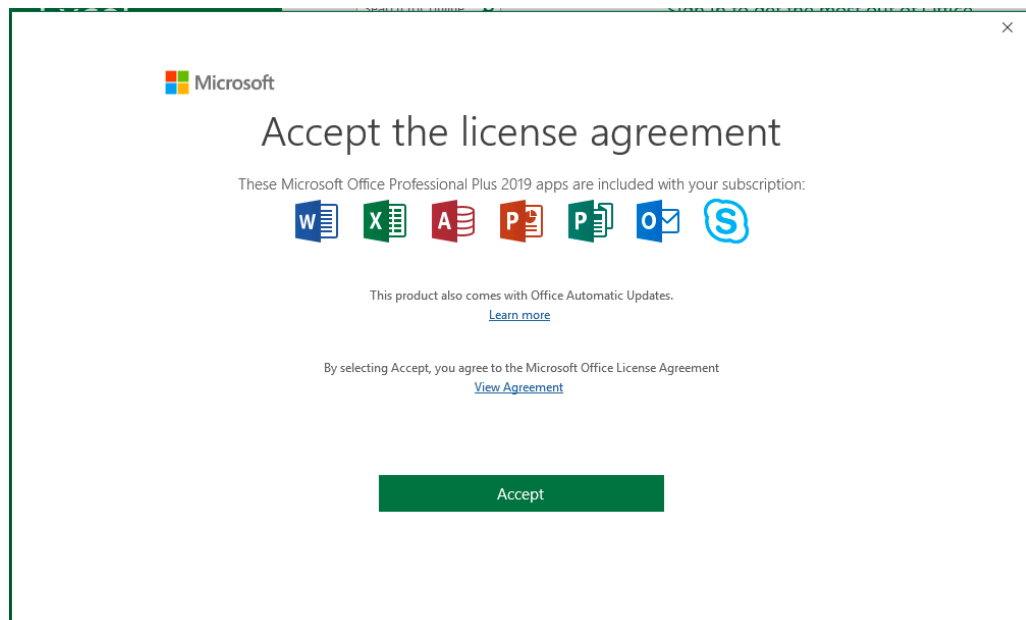 Microsoft
Accept the license agreement
These Microsoft Office Professional Plus 2019 apps are included with your subscription:
W X A P P O S
This product also comes with Office Automatic Updates.
Learn more
By selecting Accept, you agree to the Microsoft Office License Agreement
View Agreement
Accept